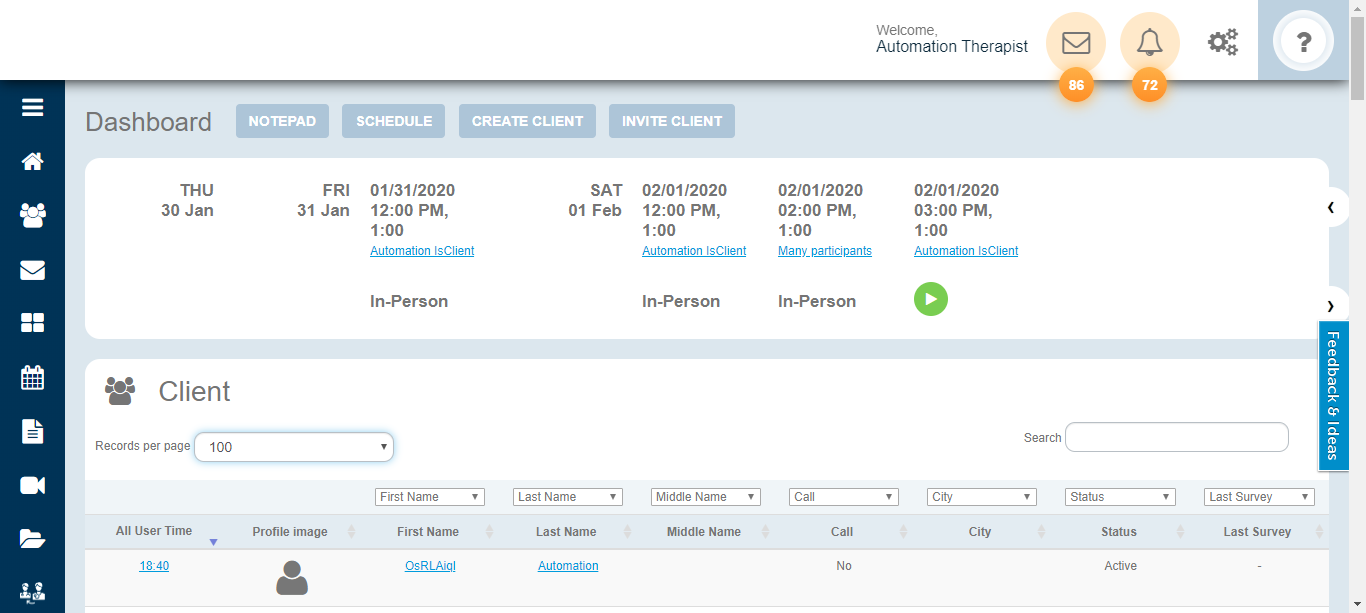 Welcome,
Automation Therapist
86
72
?
Dashboard
NOTEPAD
SCHEDULE
CREATE CLIENT
INVITE CLIENT
THU
30 Jan
FRI
31 Jan
01/31/2020
12:00 PM,
1:00
Automation IsClient
In-Person
SAT
01 Feb
02/01/2020
12:00 PM,
1:00
Automation IsClient
In-Person
02/01/2020
02:00 PM,
1:00
Many participants
In-Person
02/01/2020
03:00 PM,
1:00
Automation IsClient
Feedback & Ideas
Client
Records per page 100
Search
First Name Last Name Middle Name Call City Status Last Survey
All User Time Profile image First Name Last Name Middle Name Call City Status Last Survey
18:40 OsRLAiql Automation No Active -